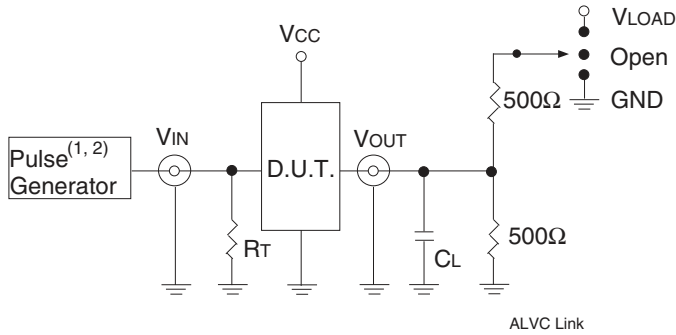 VLOAD
VCC
Open
500Ω
GND
VIN
VOUT
Pulse(1, 2)
Generator
D.U.T.
RT
CL
500Ω
ALVC Link